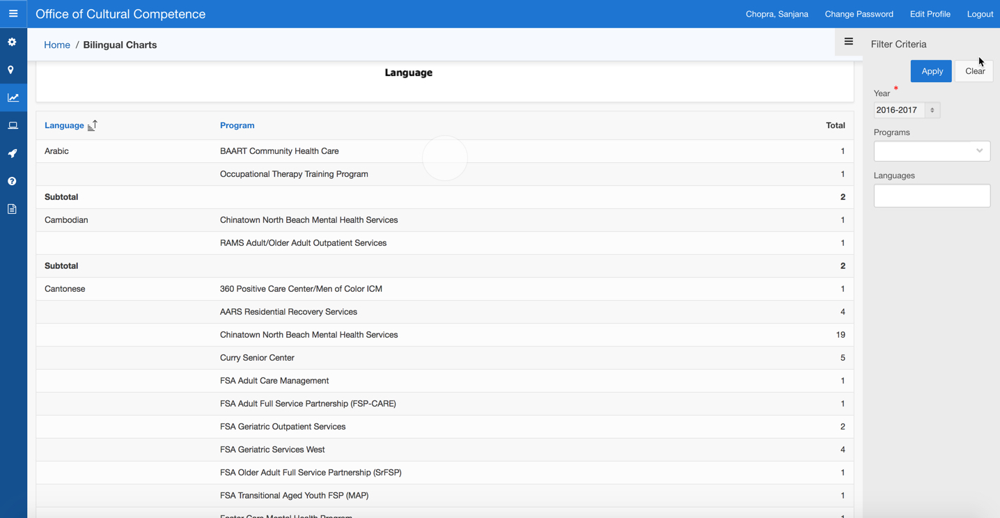 Office of Cultural Competence
Chopra, Sanjana Change Password Edit Profile Logout
Home / Bilingual Charts
Filter Criteria
Apply Clear
Year *
2016-2017
Programs
Languages
Language
Language Program Total
Arabic BAART Community Health Care 1
Occupational Therapy Training Program 1
Subtotal 2
Cambodian Chinatown North Beach Mental Health Services 1
RAMS Adult/Older Adult Outpatient Services 1
Subtotal 2
Cantonese 360 Positive Care Center/Men of Color ICM 1
AARS Residential Recovery Services 4
Chinatown North Beach Mental Health Services 19
Curry Senior Center 5
FSA Adult Care Management 1
FSA Adult Full Service Partnership (FSP-CARE) 1
FSA Geriatric Outpatient Services 2
FSA Geriatric Services West 4
FSA Older Adult Full Service Partnership (SrFSP) 1
FSA Transitional Aged Youth FSP (MAP) 1
Foster Care Mental Health Program 1